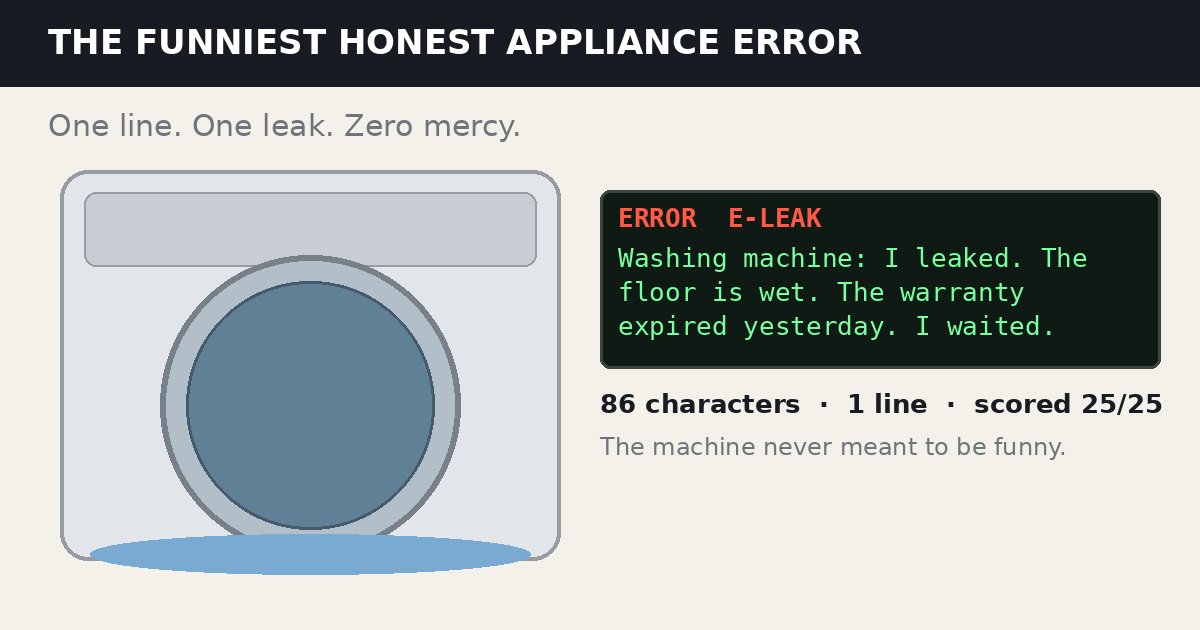 THE FUNNIEST HONEST APPLIANCE ERROR
One line. One leak. Zero mercy.
ERROR  E-LEAK
Washing machine: I leaked. The
floor is wet. The warranty
expired yesterday. I waited.
86 characters · 1 line · scored 25/25
The machine never meant to be funny.